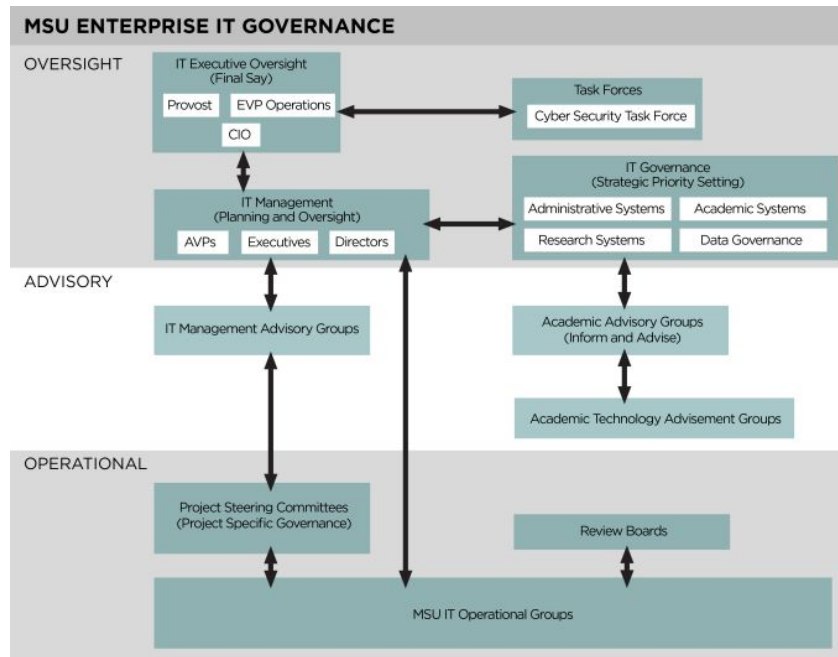 MSU ENTERPRISE IT GOVERNANCE
OVERSIGHT
IT Executive Oversight
(Final Say)
Provost
EVP Operations
CIO
Task Forces
Cyber Security Task Force
IT Management
(Planning and Oversight)
AVPs
Executives
Directors
IT Governance
(Strategic Priority Setting)
Administrative Systems
Academic Systems
Research Systems
Data Governance
ADVISORY
IT Management Advisory Groups
Academic Advisory Groups
(Inform and Advise)
Academic Technology Advisement Groups
OPERATIONAL
Project Steering Committees
(Project Specific Governance)
Review Boards
MSU IT Operational Groups